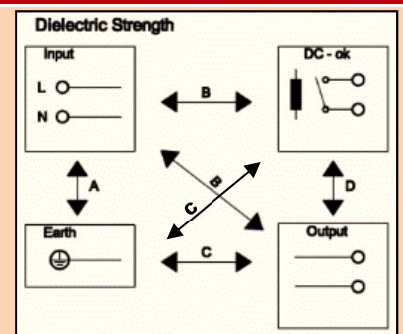 Dielectric Strength
Input
DC - ok
L
N
B
A
B
C
D
Earth
Output
C